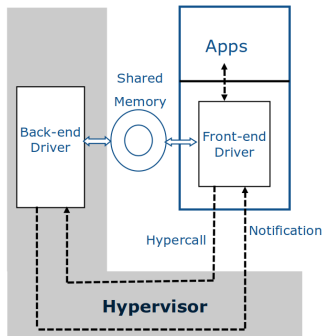 Apps
Shared
Memory
Back-end
Driver
Front-end
Driver
Hypercall
Notification
Hypervisor